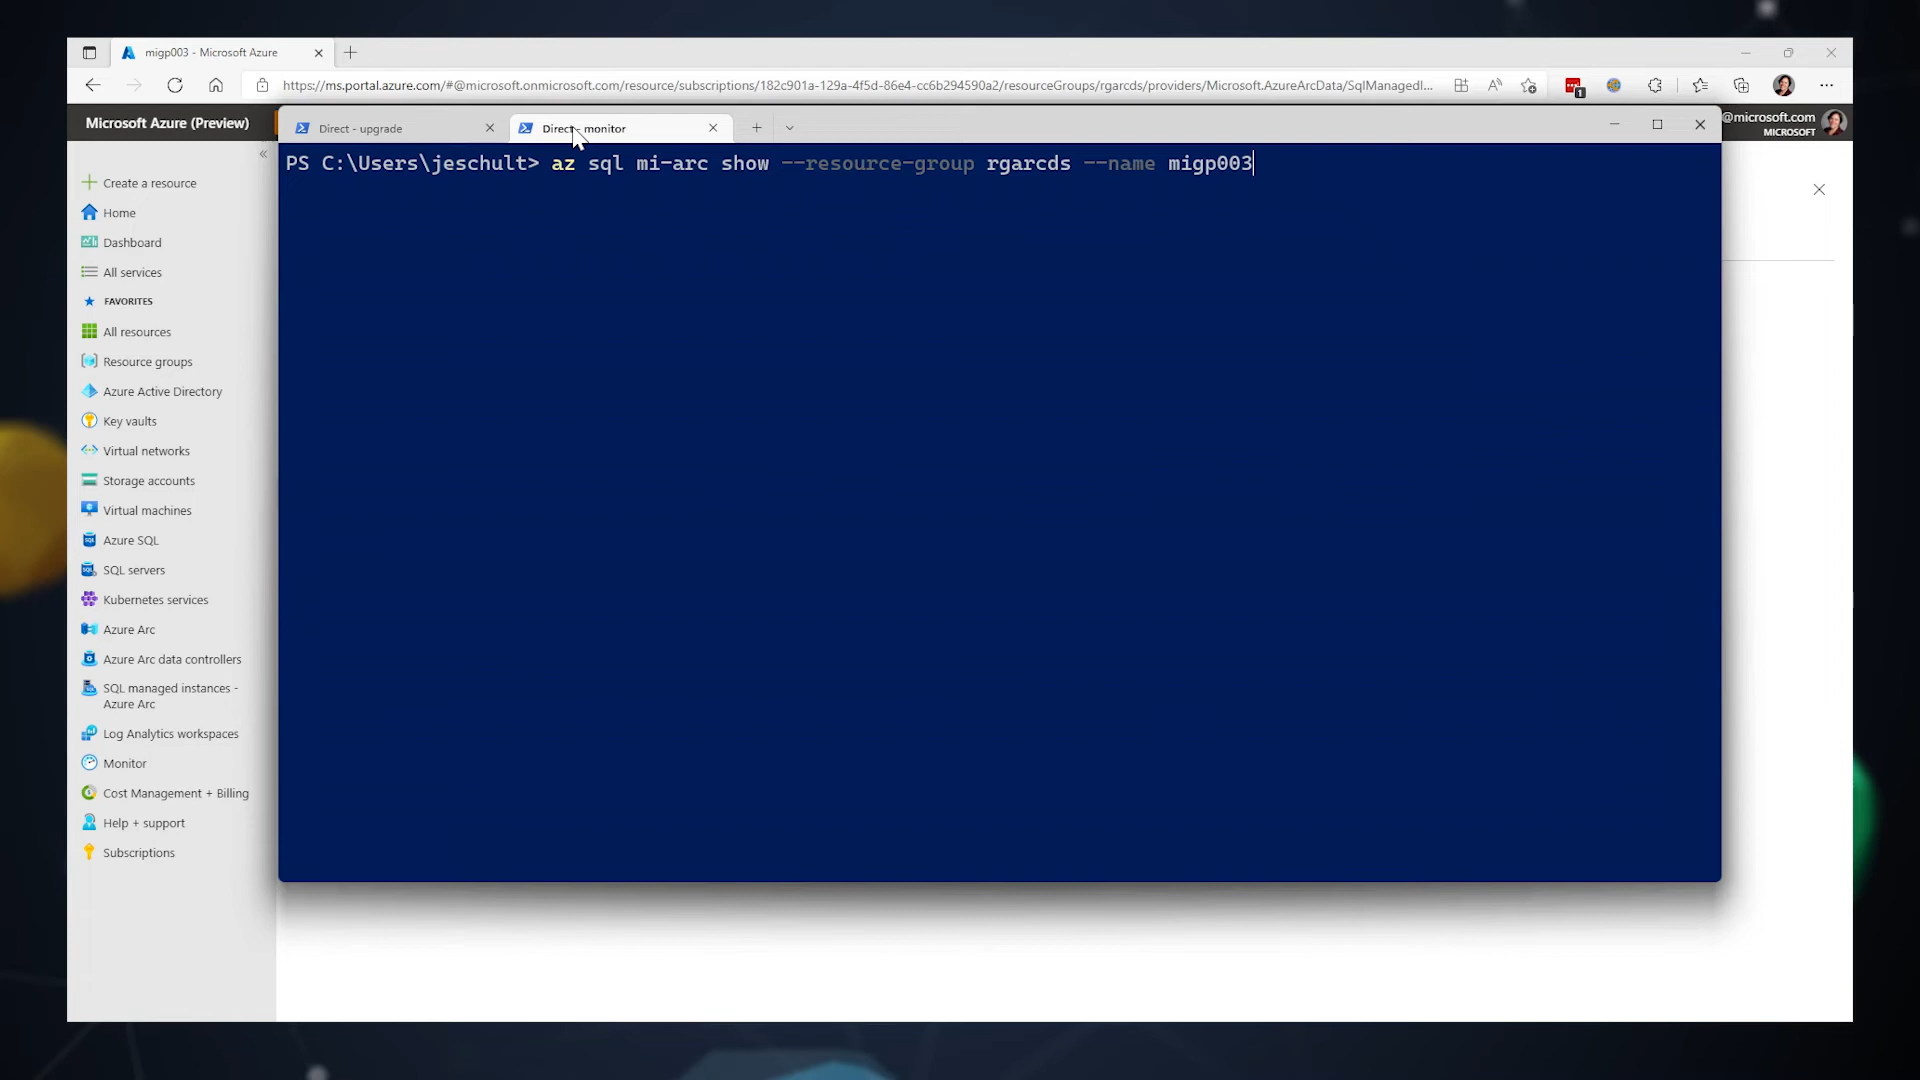 migp003 - Microsoft Azure
https://ms.portal.azure.com/#@microsoft.onmicrosoft.com/resource/subscriptions/182c901a-129a-4f5d-86e4-cc6b294590a2/resourceGroups/rgarcds/providers/Microsoft.AzureArcData/SqlManagedI...
1
Microsoft Azure (Preview)
@microsoft.com
MICROSOFT
Direct - upgrade
Direct - monitor
PS C:\Users\jeschult> az sql mi-arc show --resource-group rgarcds --name migp003
Create a resource
Home
Dashboard
All services
FAVORITES
All resources
Resource groups
Azure Active Directory
Key vaults
Virtual networks
Storage accounts
Virtual machines
Azure SQL
SQL servers
Kubernetes services
Azure Arc
Azure Arc data controllers
SQL managed instances -
Azure Arc
Log Analytics workspaces
Monitor
Cost Management + Billing
Help + support
Subscriptions